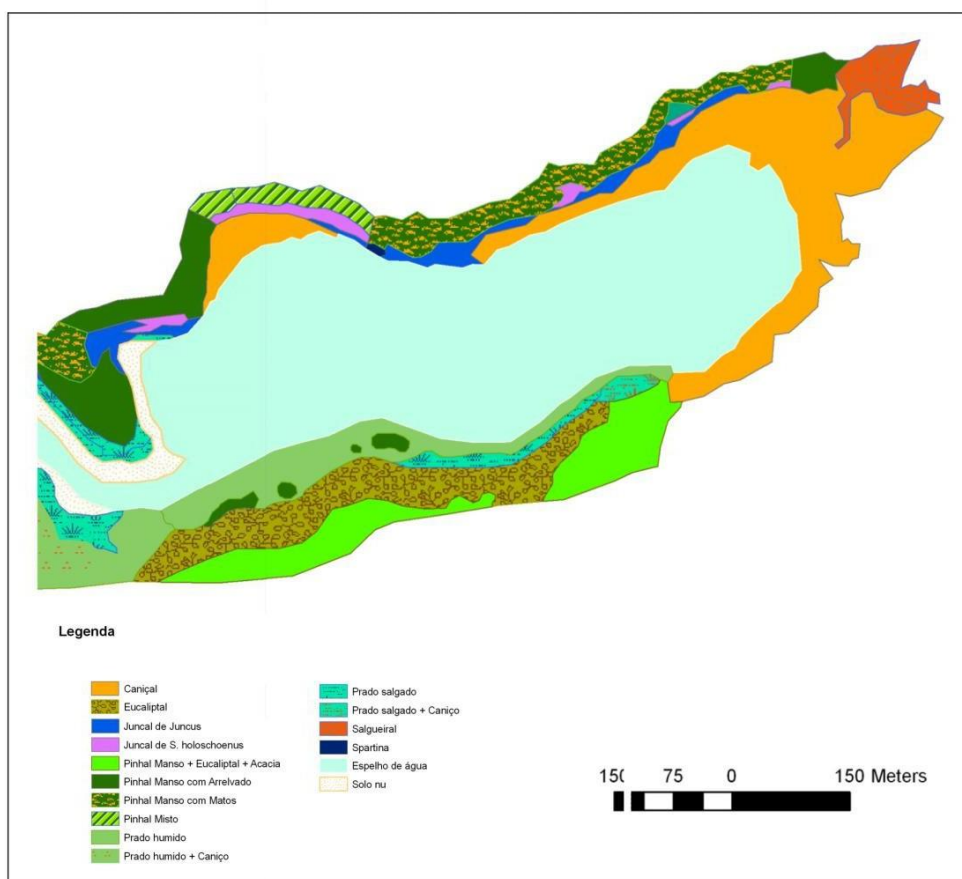 Legenda
Caniçal
Eucaliptal
Juncal de Juncus
Juncal de S. holoschoenus
Pinhal Manso + Eucaliptal + Acacia
Pinhal Manso com Arrelvado
Pinhal Manso com Matos
Pinhal Misto
Prado humido
Prado humido + Caniço
Prado salgado
Prado salgado + Caniço
Salgueiral
Spartina
Espelho de água
Solo nu
75 0 150 Meters